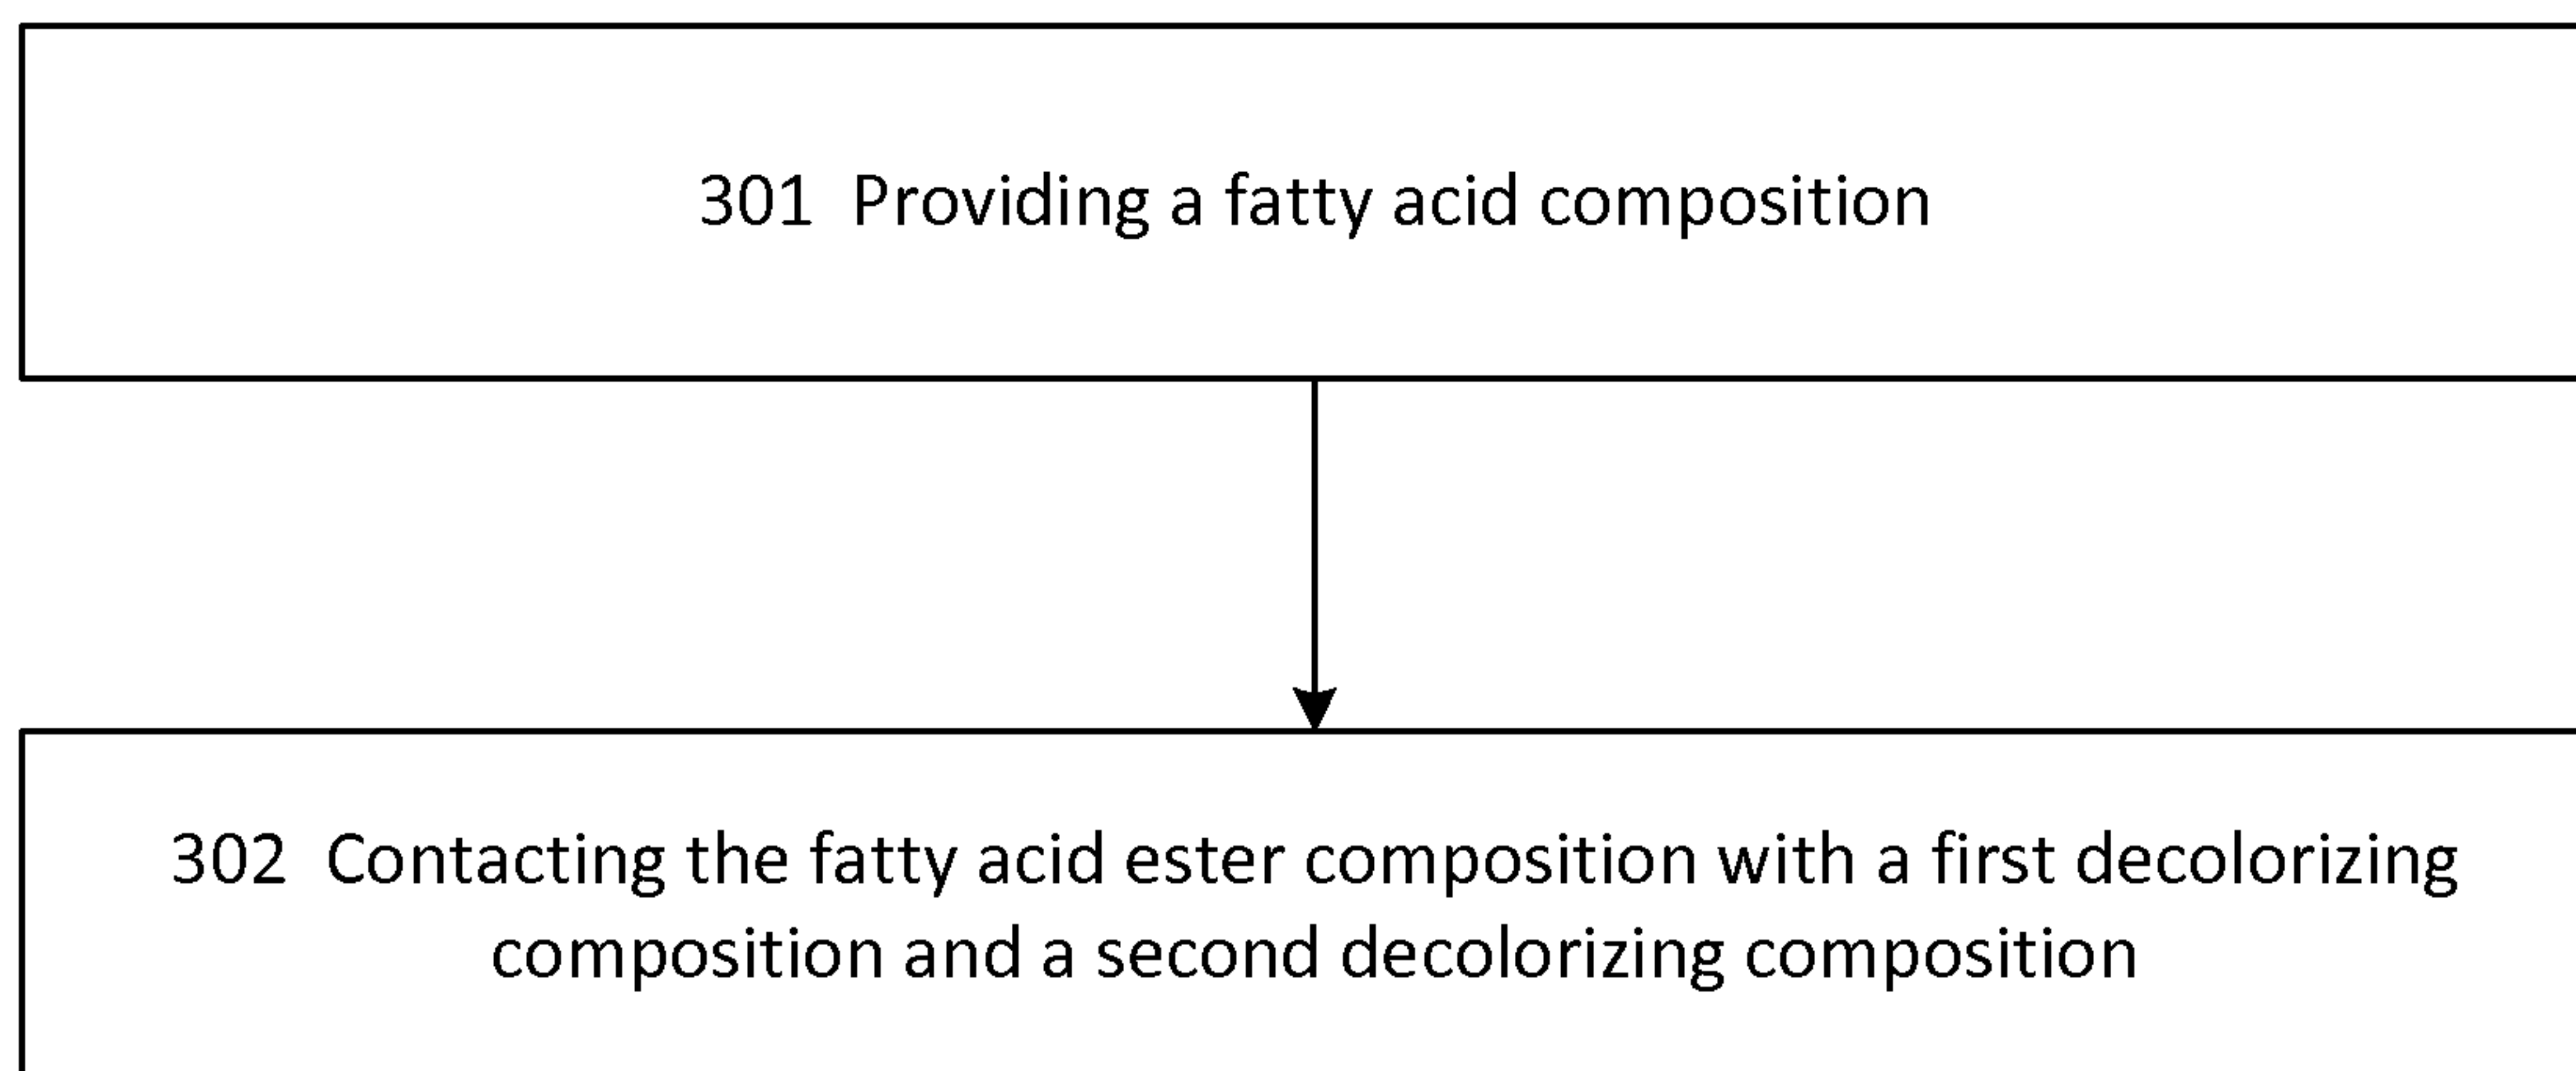 301 Providing a fatty acid composition
302 Contacting the fatty acid ester composition with a first decolorizing
composition and a second decolorizing composition